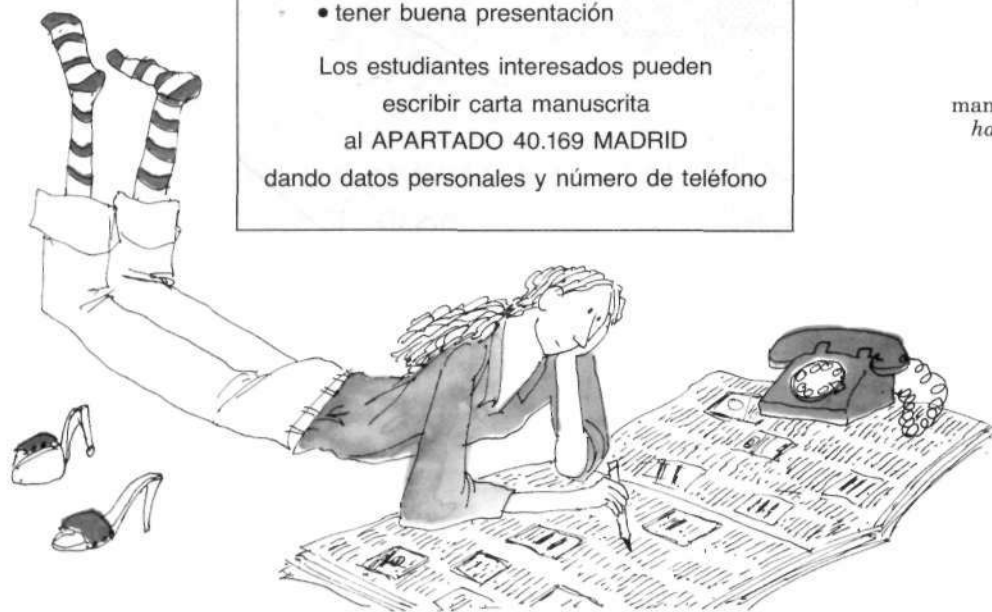 • tener buena presentación
Los estudiantes interesados pueden
escribir carta manuscrita
al APARTADO 40.169 MADRID
dando datos personales y número de teléfono